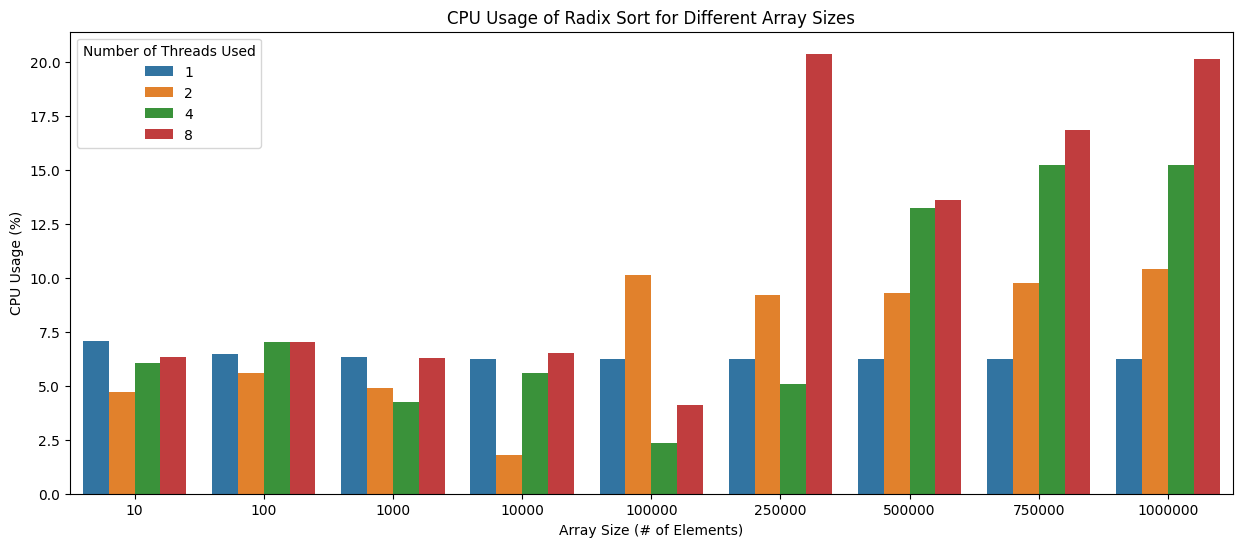 CPU Usage of Radix Sort for Different Array Sizes
Number of Threads Used
1
2
4
8
20.0
17.5
15.0
12.5
10.0
7.5
5.0
2.5
0.0
CPU Usage (%)
10 100 1000 10000 100000 250000 500000 750000 1000000
Array Size (# of Elements)